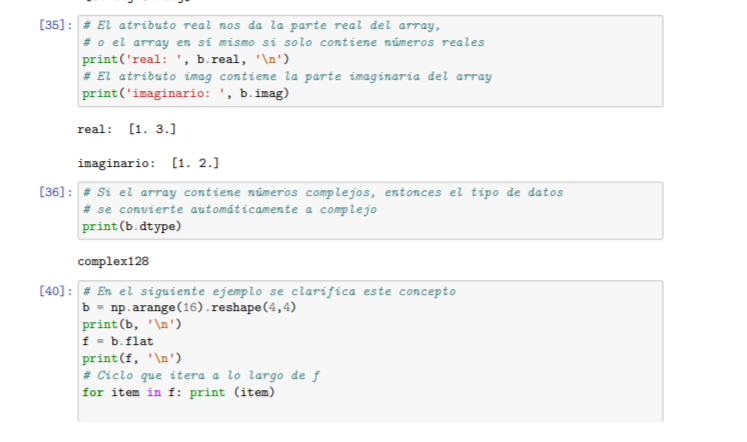 [35]: # El atributo real nos da la parte real del array,
# o el array en sí mismo si solo contiene números reales
print('real: ', b.real, '\n')
# El atributo imag contiene la parte imaginaria del array
print('imaginario: ', b.imag)
real: [1. 3.]
imaginario: [1. 2.]
[36]: # Si el array contiene números complejos, entonces el tipo de datos
# se convierte automáticamente a complejo
print(b.dtype)
complex128
[40]: # En el siguiente ejemplo se clarifica este concepto
b = np.arange(16).reshape(4,4)
print(b, '\n')
f = b.flat
print(f, '\n')
# Ciclo que itera a lo largo de f
for item in f: print (item)